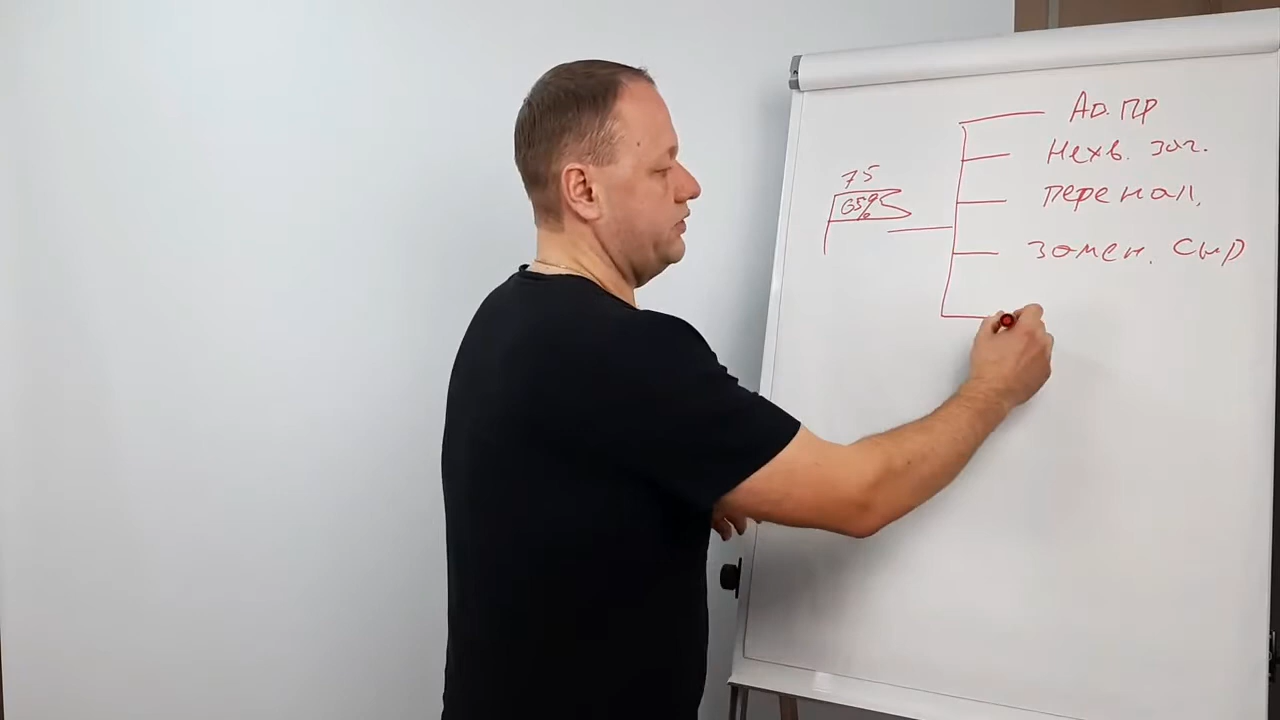 75
65%
Ад. пр
Нехв. заг.
перенал.
замен. сыр